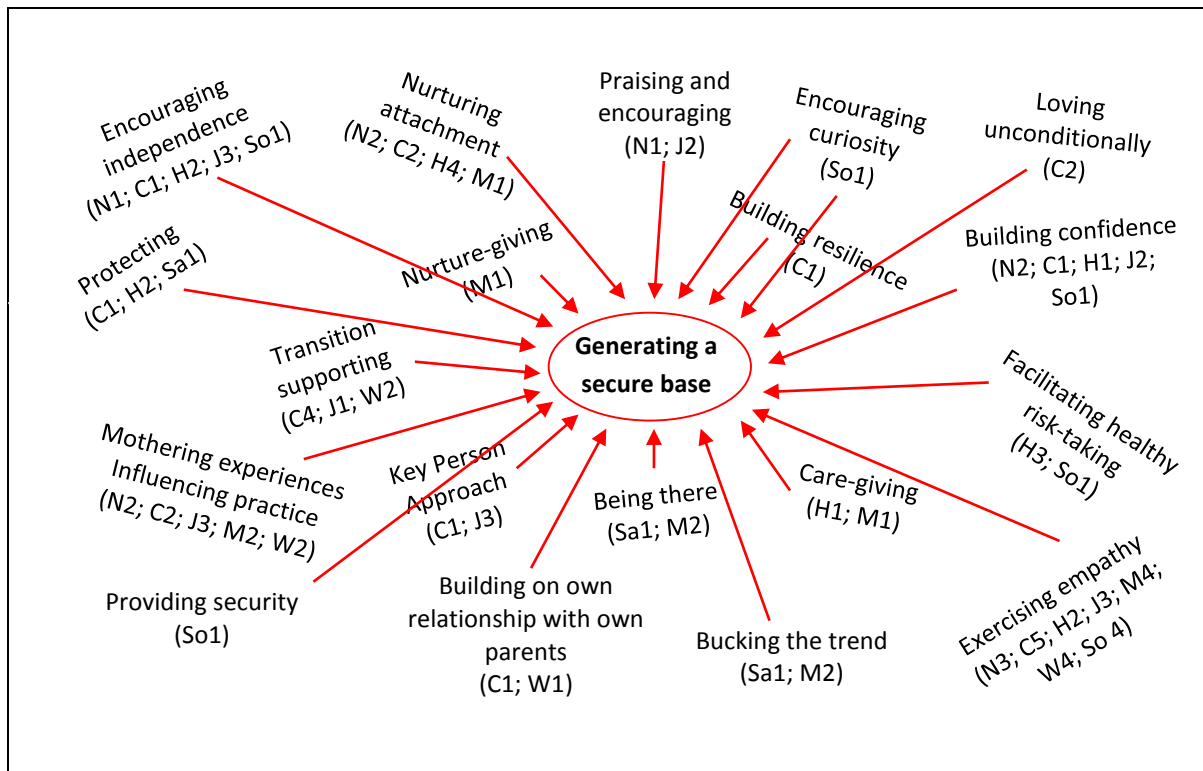 Encouraging
independence
(N1; C1; H2; J3; So1)
Nurturing
attachment
(N2; C2; H4; M1)
Praising and
encouraging
(N1; J2)
Encouraging
curiosity
(So1)
Loving
unconditionally
(C2)
Protecting
(C1; H2; Sa1)
Nurture-giving
(M1)
Building resilience
(C1)
Building confidence
(N2; C1; H1; J2;
So1)
Transition
supporting
(C4; J1; W2)
Generating a
secure base
Facilitating healthy
risk-taking
(H3; So1)
Mothering experiences
Influencing practice
(N2; C2; J3; M2; W2)
Key Person
Approach
(C1; J3)
Being there
(Sa1; M2)
Care-giving
(H1; M1)
Providing security
(So1)
Building on own
relationship with own
parents
(C1; W1)
Bucking the trend
(Sa1; M2)
Exercising empathy
(N3; C5; H2; J3; M4;
W4; So 4)